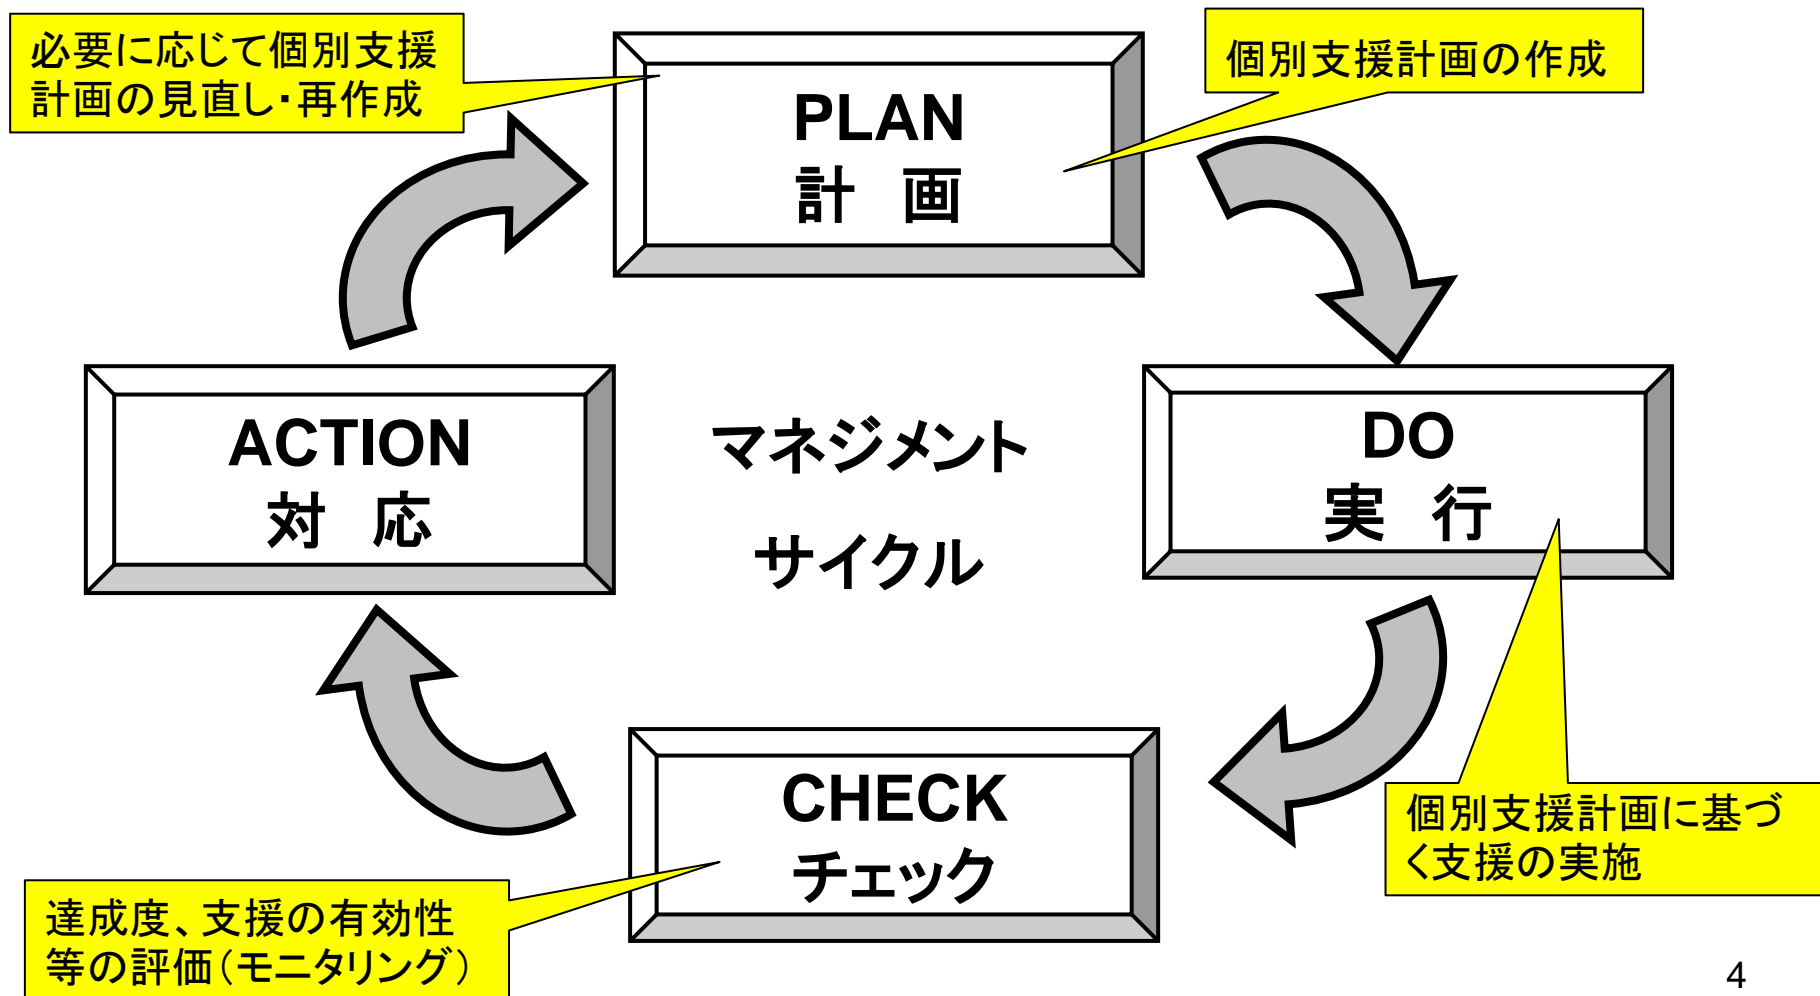 必要に応じて個別支援
計画の見直し・再作成
個別支援計画の作成
PLAN
計　画
ACTION
対　応
マネジメント
サイクル
DO
実　行
CHECK
チェック
個別支援計画に基づ
く支援の実施
達成度、支援の有効性
等の評価（モニタリング）
4